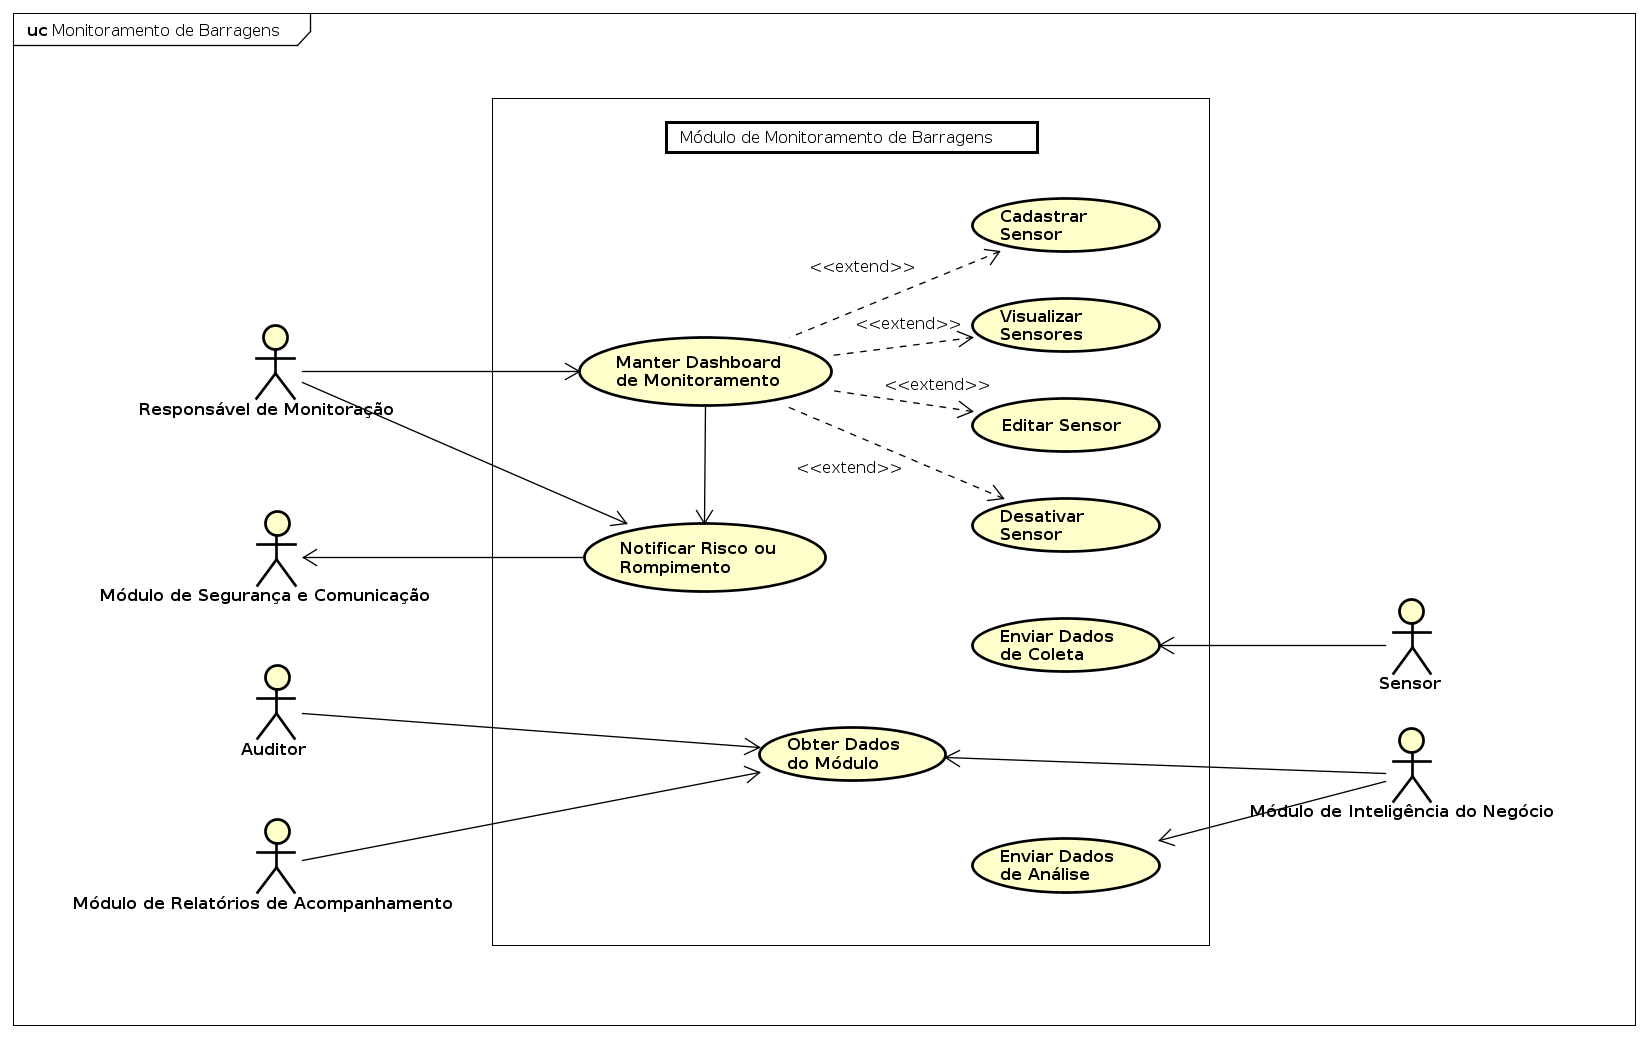 uc Monitoramento de Barragens
Módulo de Monitoramento de Barragens
Cadastrar
Sensor
<<extend>>
Visualizar
Sensores
<<extend>>
Manter Dashboard
de Monitoramento
<<extend>>
Responsável de Monitoração
Editar Sensor
<<extend>>
Desativar
Sensor
Notificar Risco ou
Rompimento
Módulo de Segurança e Comunicação
Enviar Dados
de Coleta
Sensor
Auditor
Obter Dados
do Módulo
Módulo de Inteligência do Negócio
Enviar Dados
de Análise
Módulo de Relatórios de Acompanhamento